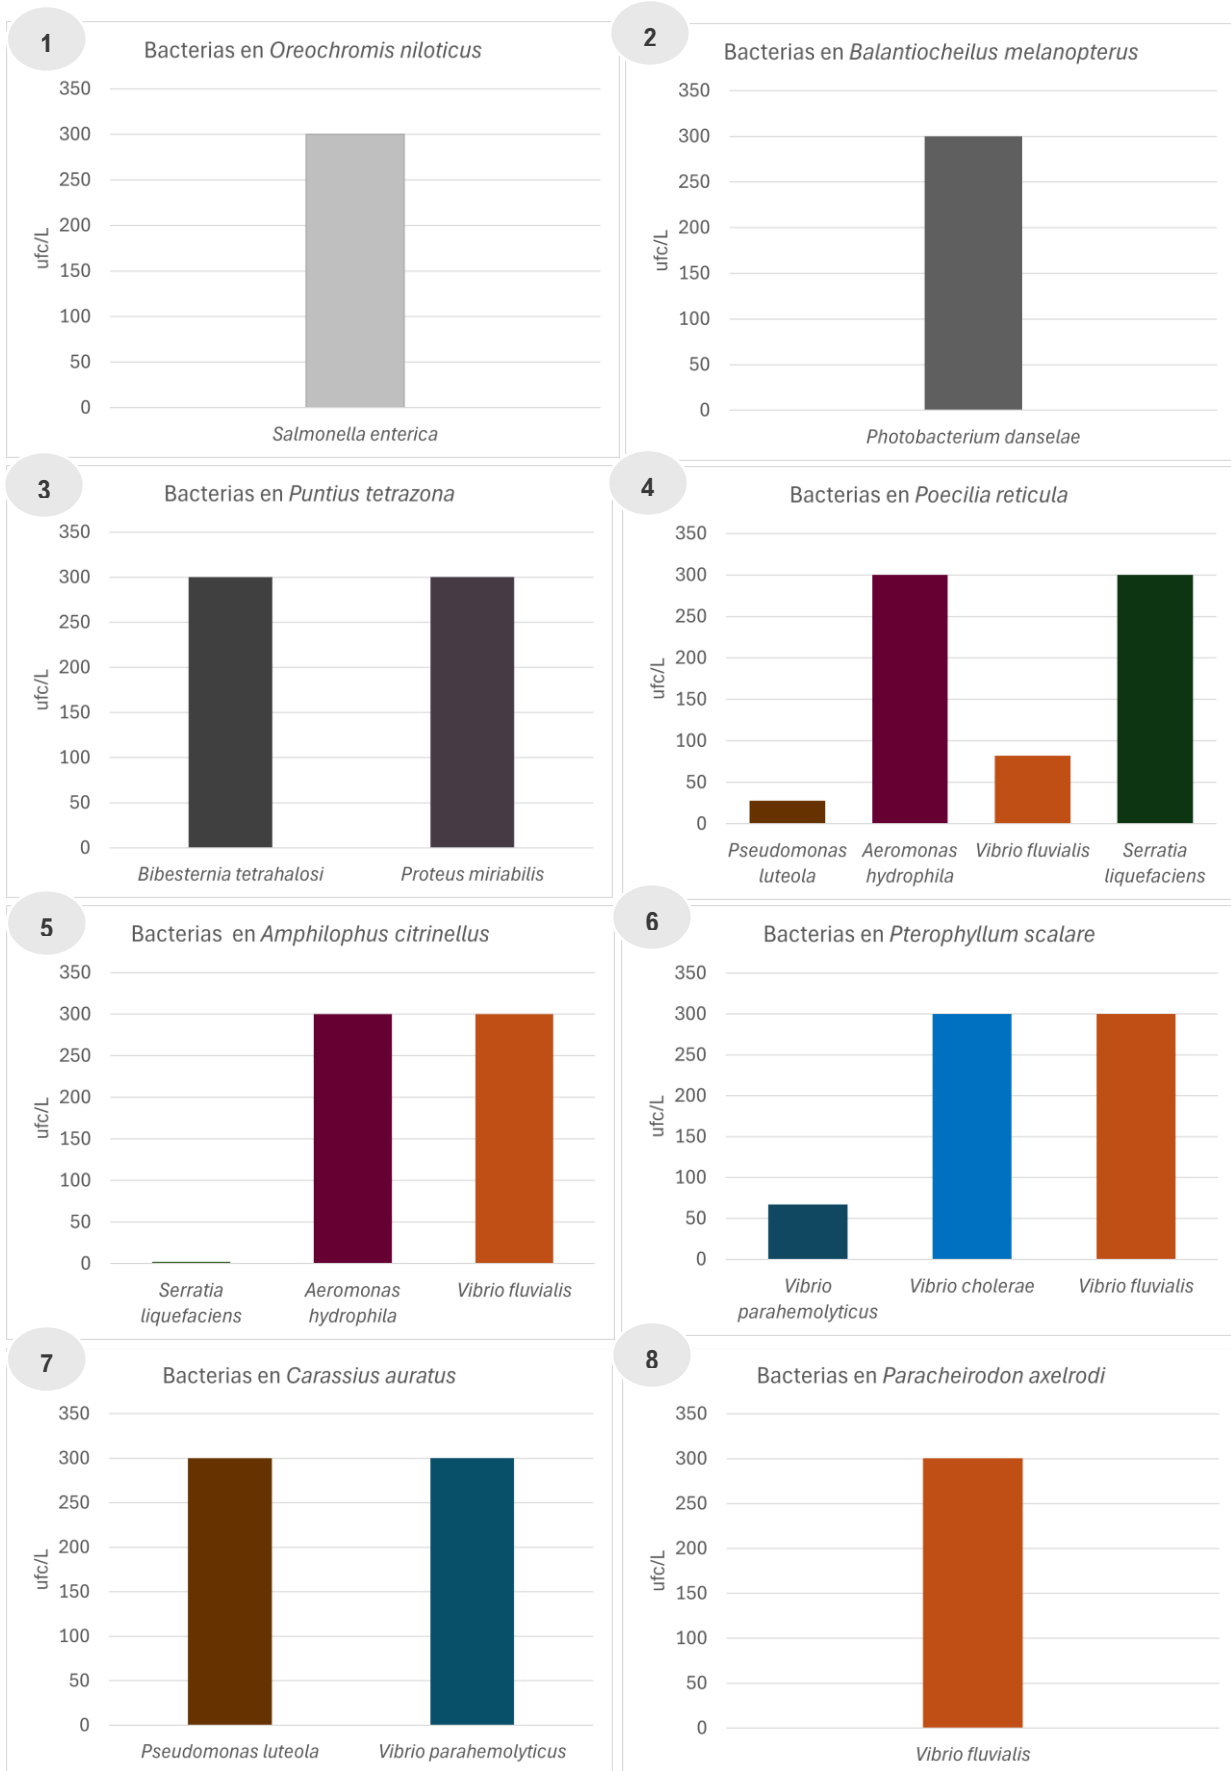 1
Bacterias en Oreochromis niloticus
350
300
250
200
150
100
50
0
ufc/L
Salmonella enterica
2
Bacterias en Balantiocheilus melanopterus
350
300
250
200
150
100
50
0
ufc/L
Photobacterium danselae
3
Bacterias en Puntius tetrazona
350
300
250
200
150
100
50
0
ufc/L
Bibesternia tetrahalosi
Proteus miriabilis
4
Bacterias en Poecilia reticula
350
300
250
200
150
100
50
0
ufc/L
Pseudomonas
luteola
Aeromonas
hydrophila
Vibrio fluvialis
Serratia
liquefaciens
5
Bacterias en Amphilophus citrinellus
350
300
250
200
150
100
50
0
ufc/L
Serratia
liquefaciens
Aeromonas
hydrophila
Vibrio fluvialis
6
Bacterias en Pterophyllum scalare
350
300
250
200
150
100
50
0
ufc/L
Vibrio
parahemolyticus
Vibrio cholerae
Vibrio fluvialis
7
Bacterias en Carassius auratus
350
300
250
200
150
100
50
0
ufc/L
Pseudomonas luteola
Vibrio parahemolyticus
8
Bacterias en Paracheirodon axelrodi
350
300
250
200
150
100
50
0
ufc/L
Vibrio fluvialis